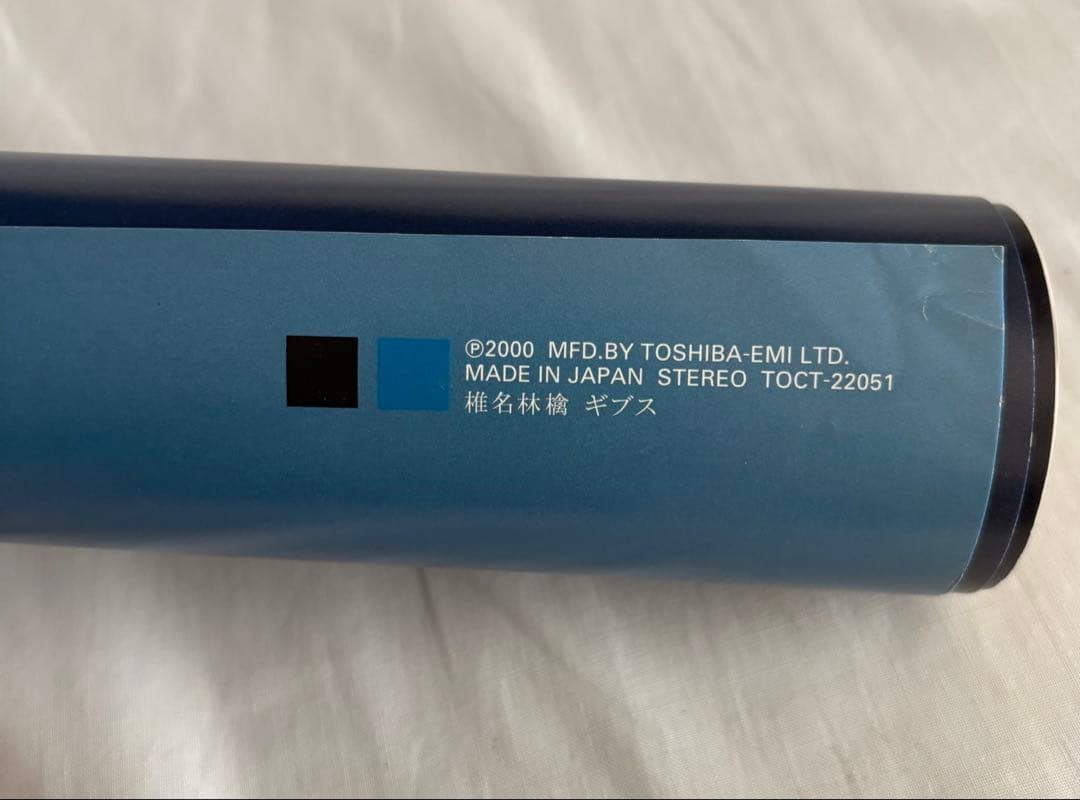 ℗2000 MFD.BY TOSHIBA-EMI LTD.
MADE IN JAPAN STEREO TOCT-22051
椎名林檎 ギブス